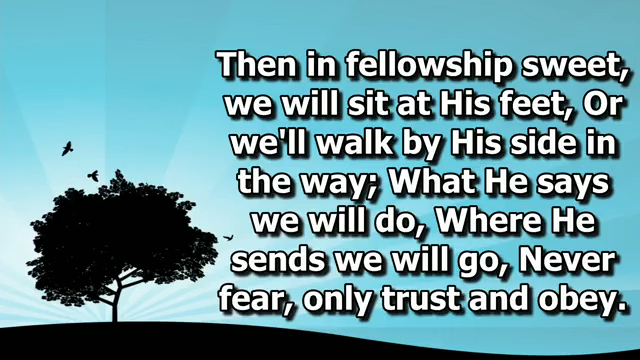 Then in fellowship sweet,
we will sit at His feet, Or
we'll walk by His side in
the way; What He says
we will do, Where He
sends we will go, Never
fear, only trust and obey.